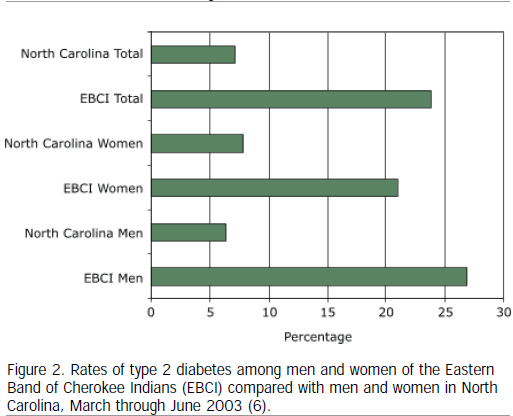 North Carolina Total
EBCI Total
North Carolina Women
EBCI Women
North Carolina Men
EBCI Men
0 5 10 15 20 25 30
Percentage
Figure 2. Rates of type 2 diabetes among men and women of the Eastern
Band of Cherokee Indians (EBCI) compared with men and women in North
Carolina, March through June 2003 (6).